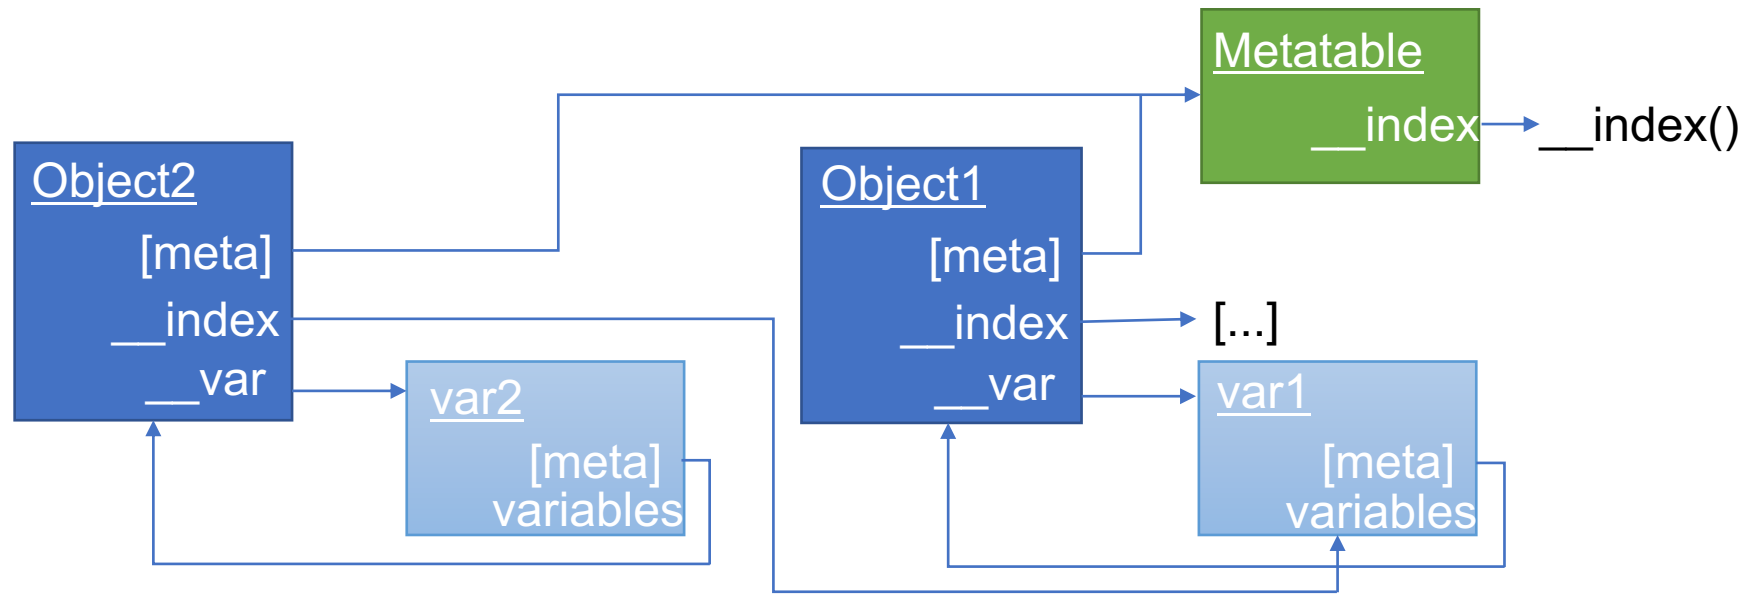 Metatable
__index
__index()
Object2
[meta]
__index
__var
Object1
[meta]
__index
[...]
__var
var2
[meta]
variables
var1
[meta]
variables